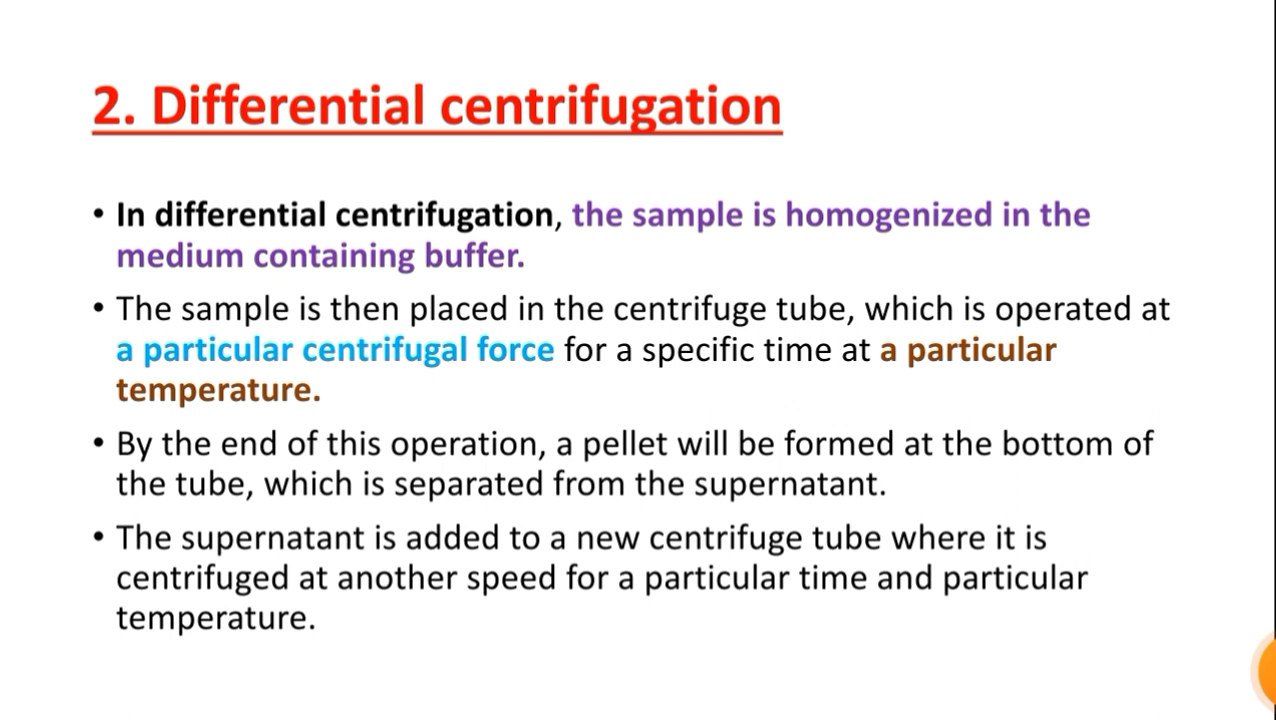 2. Differential centrifugation
• In differential centrifugation, the sample is homogenized in the
medium containing buffer.
• The sample is then placed in the centrifuge tube, which is operated at
a particular centrifugal force for a specific time at a particular
temperature.
• By the end of this operation, a pellet will be formed at the bottom of
the tube, which is separated from the supernatant.
• The supernatant is added to a new centrifuge tube where it is
centrifuged at another speed for a particular time and particular
temperature.